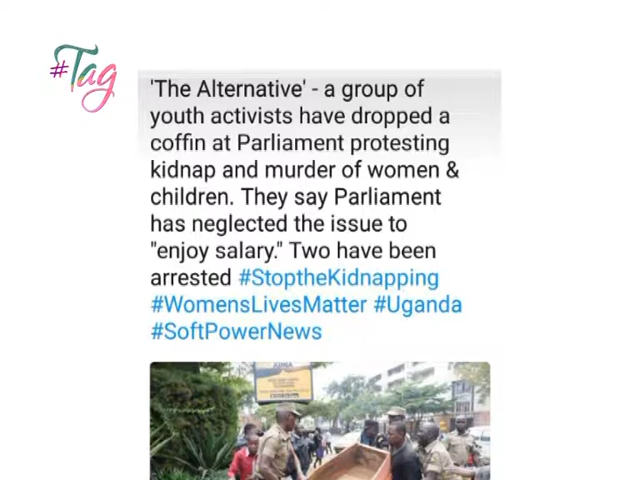 #Tag
'The Alternative' - a group of
youth activists have dropped a
coffin at Parliament protesting
kidnap and murder of women &
children. They say Parliament
has neglected the issue to
"enjoy salary." Two have been
arrested #StoptheKidnapping
#WomensLivesMatter #Uganda
#SoftPowerNews
JUMIA